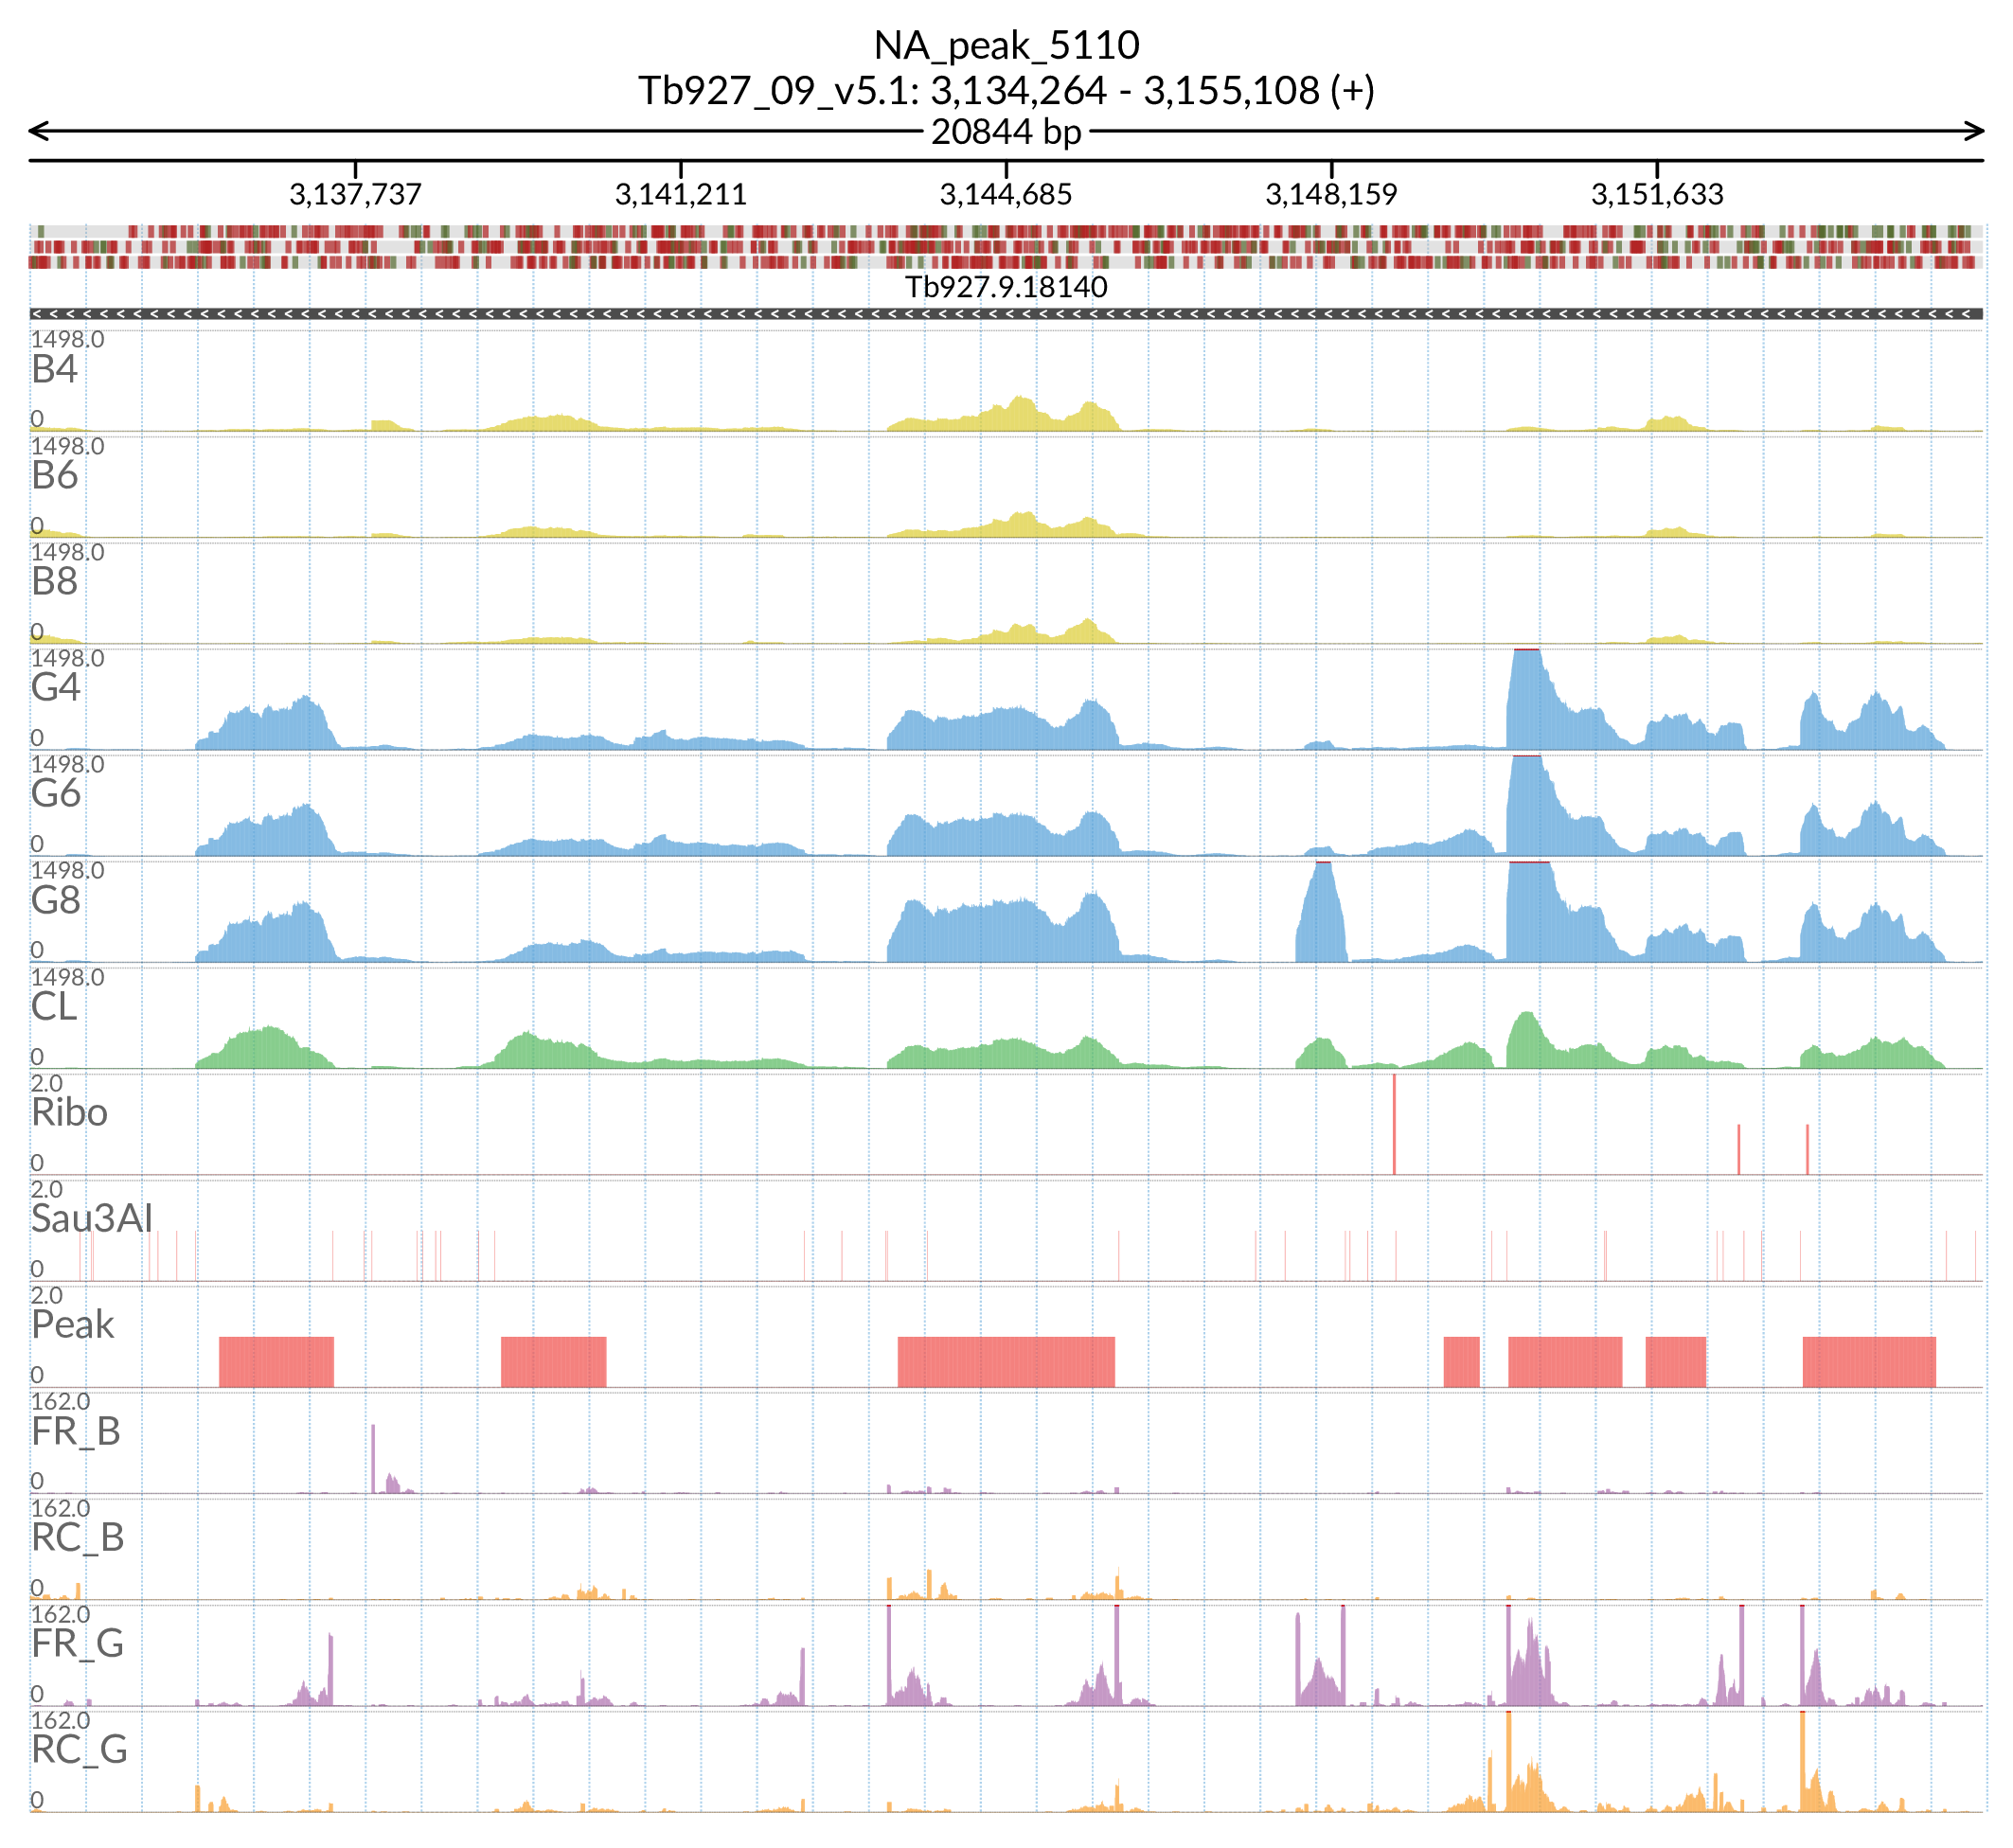 NA_peak_5110
Tb927_09_v5.1: 3,134,264 - 3,155,108 (+)
20844 bp
3,137,737 3,141,211 3,144,685 3,148,159 3,151,633
Tb927.9.18140
1498.0
B4
0
1498.0
B6
0
1498.0
B8
0
1498.0
G4
0
1498.0
G6
0
1498.0
G8
0
1498.0
CL
0
2.0
Ribo
0
2.0
Sau3AI
0
2.0
Peak
0
162.0
FR_B
0
162.0
RC_B
0
162.0
FR_G
0
162.0
RC_G
0